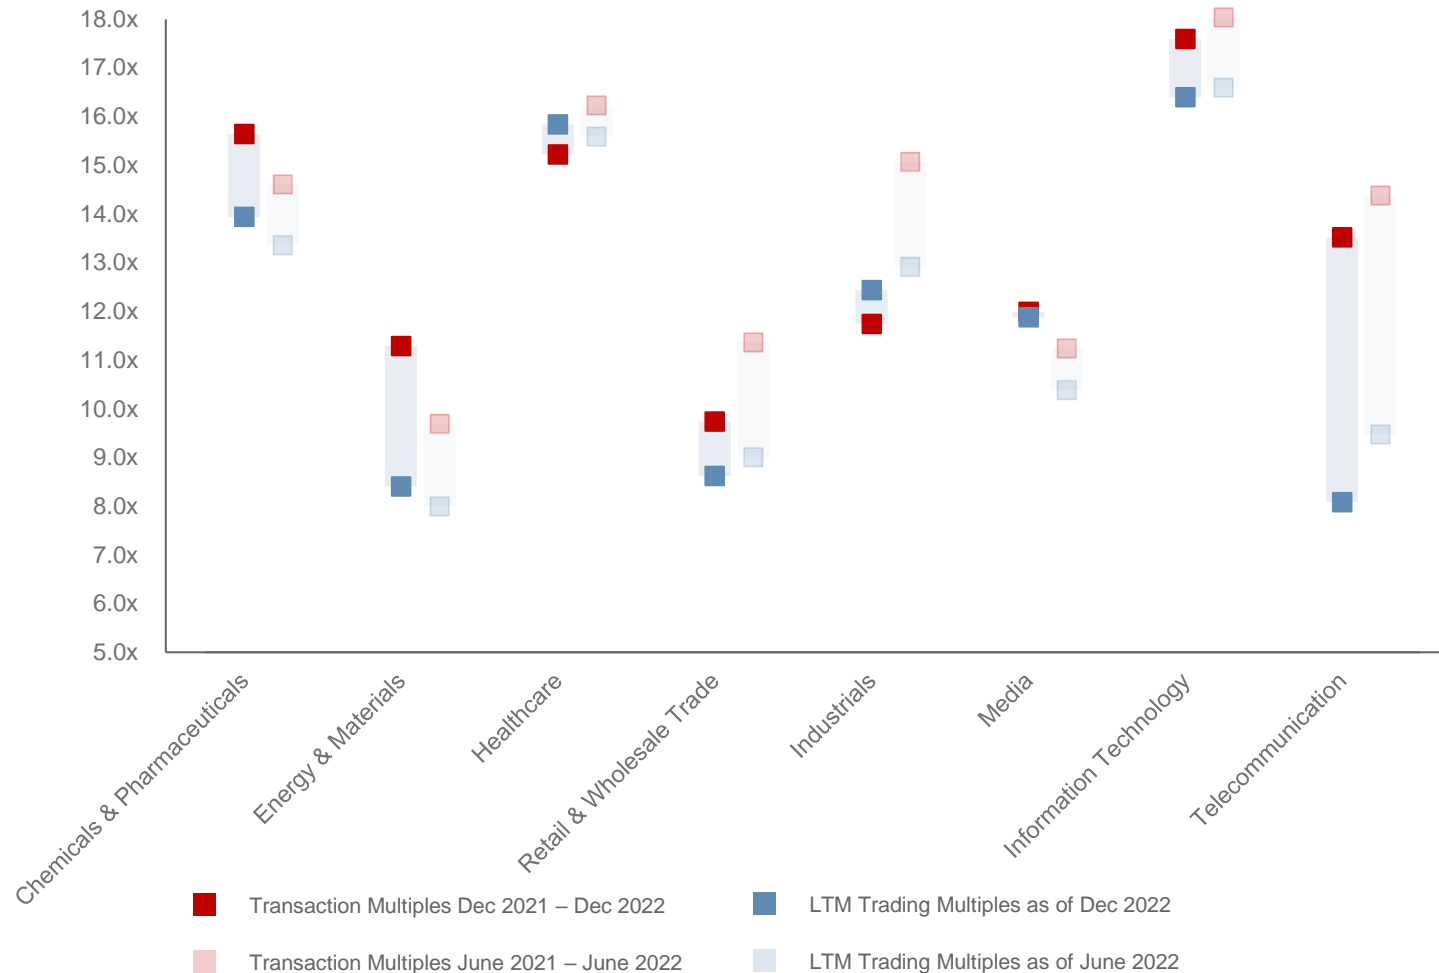 18.0x
17.0x
16.0x
15.0x
14.0x
13.0x
12.0x
11.0x
10.0x
9.0x
8.0x
7.0x
6.0x
5.0x
Chemicals & Pharmaceuticals
Energy & Materials
Healthcare
Retail & Wholesale Trade
Industrials
Media
Information Technology
Telecommunication
Transaction Multiples Dec 2021 – Dec 2022
LTM Trading Multiples as of Dec 2022
Transaction Multiples June 2021 – June 2022
LTM Trading Multiples as of June 2022